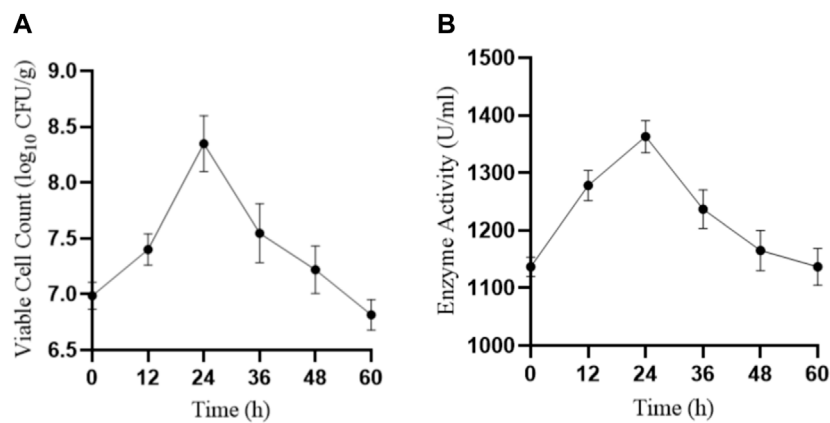 A
Viable Cell Count (log10 CFU/g)
9.0
8.5
8.0
7.5
7.0
6.5
0 12 24 36 48 60
Time (h)
B
Enzyme Activity (U/ml)
1500
1400
1300
1200
1100
1000
0 12 24 36 48 60
Time (h)